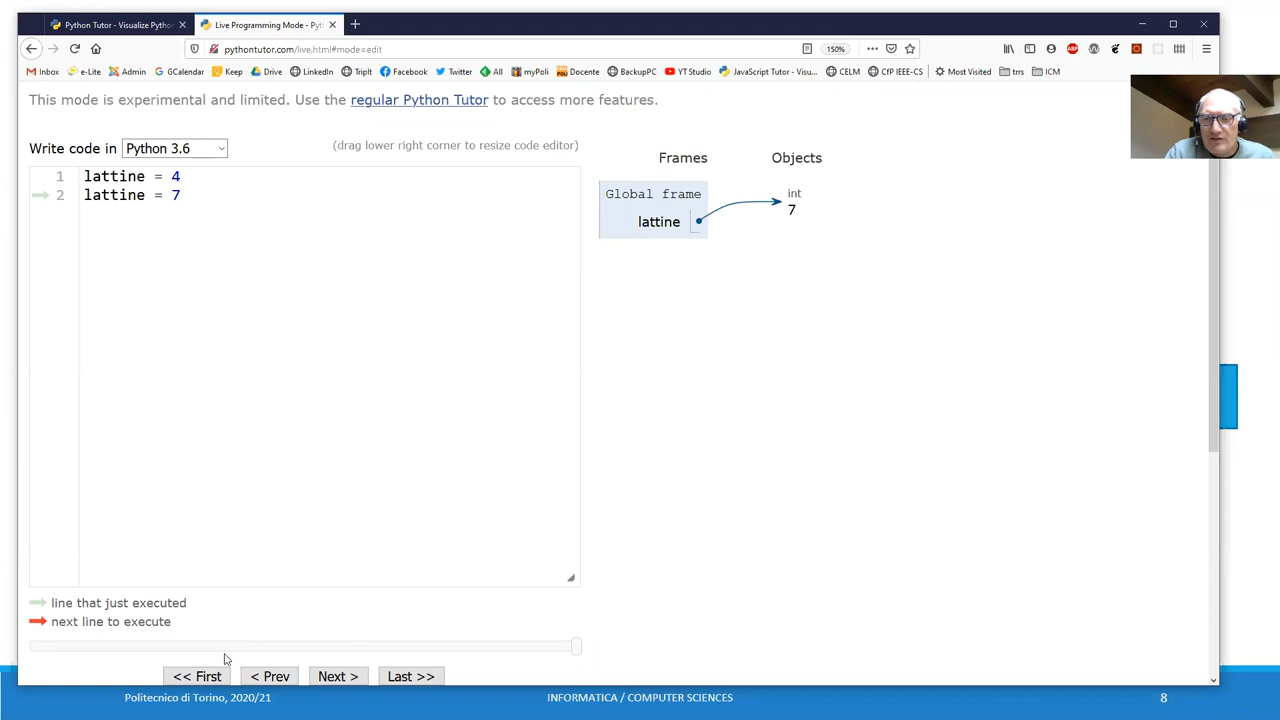 Python Tutor - Visualize Python
Live Programming Mode - Pyt
pythontutor.com/live.html#mode=edit
150%
Inbox
e-Lite
Admin
GCalendar
Keep
Drive
LinkedIn
TripIt
Facebook
Twitter
All
myPoli
Docente
BackupPC
YT Studio
JavaScript Tutor - Visu...
CELM
CfP IEEE-CS
Most Visited
trrs
ICM
This mode is experimental and limited. Use the regular Python Tutor to access more features.
Write code in Python 3.6
(drag lower right corner to resize code editor)
1 lattine = 4
2 lattine = 7
Frames Objects
Global frame
lattine
int
7
line that just executed
next line to execute
<< First < Prev Next > Last >>
Politecnico di Torino, 2020/21 INFORMATICA / COMPUTER SCIENCES 8